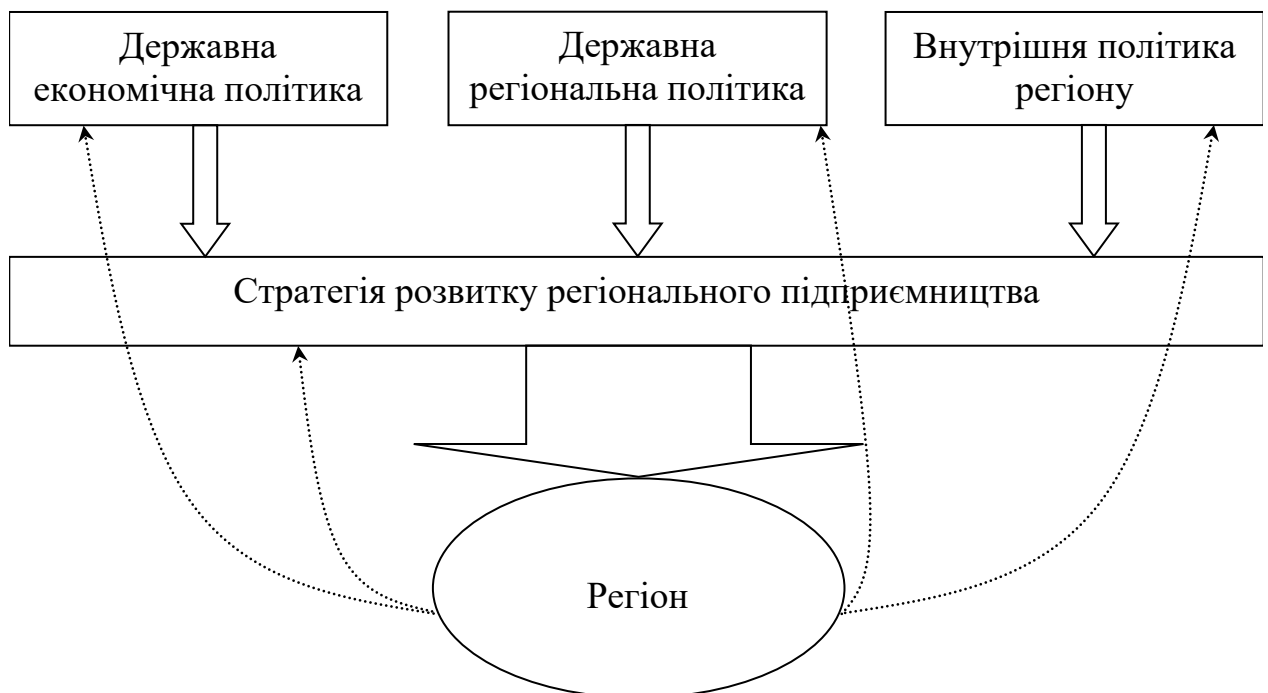 Державна
економічна політика
Державна
регіональна політика
Внутрішня політика
регіону
Стратегія розвитку регіонального підприємництва
Регіон